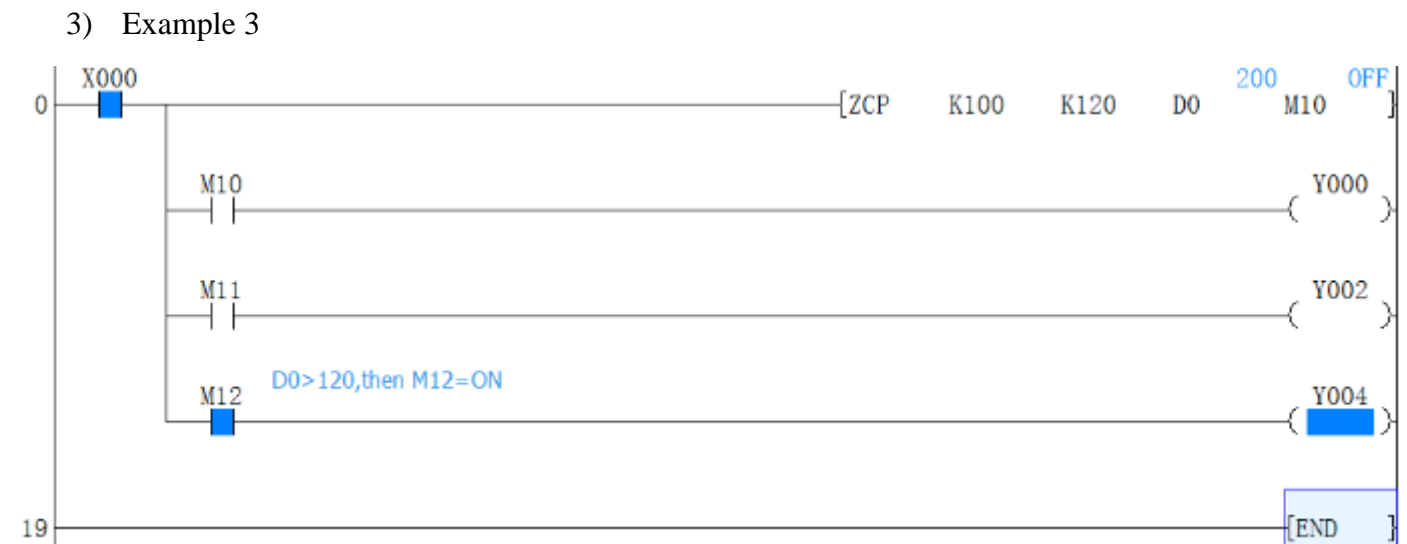 3) Example 3
X000 200 OFF
0 [ZCP K100 K120 D0 M10 ]
M10 Y000
( )
M11 Y002
( )
D0>120,then M12=ON
M12 Y004
( )
19 [END ]